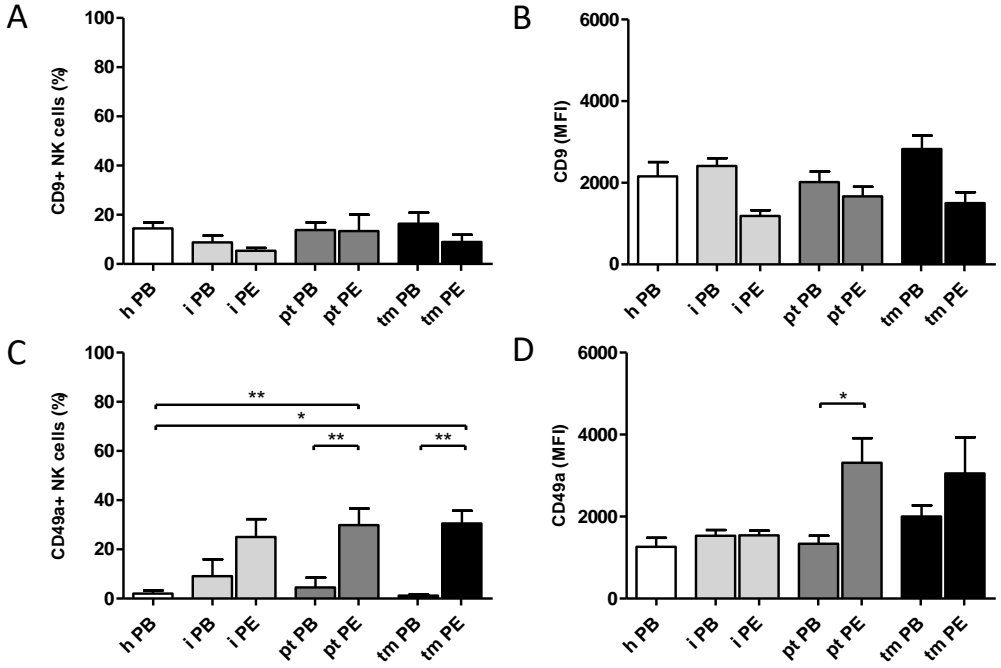 A
CD9+ NK cells (%)
100
80
60
40
20
0
h PB
i PB
i PE
pt PB
pt PE
tm PB
tm PE
B
CD9 (MFI)
6000
4000
2000
0
h PB
i PB
i PE
pt PB
pt PE
tm PB
tm PE
C
CD49a+ NK cells (%)
100
80
60
40
20
0
**
*
**
**
h PB
i PB
i PE
pt PB
pt PE
tm PB
tm PE
D
CD49a (MFI)
6000
4000
2000
0
*
h PB
i PB
i PE
pt PB
pt PE
tm PB
tm PE